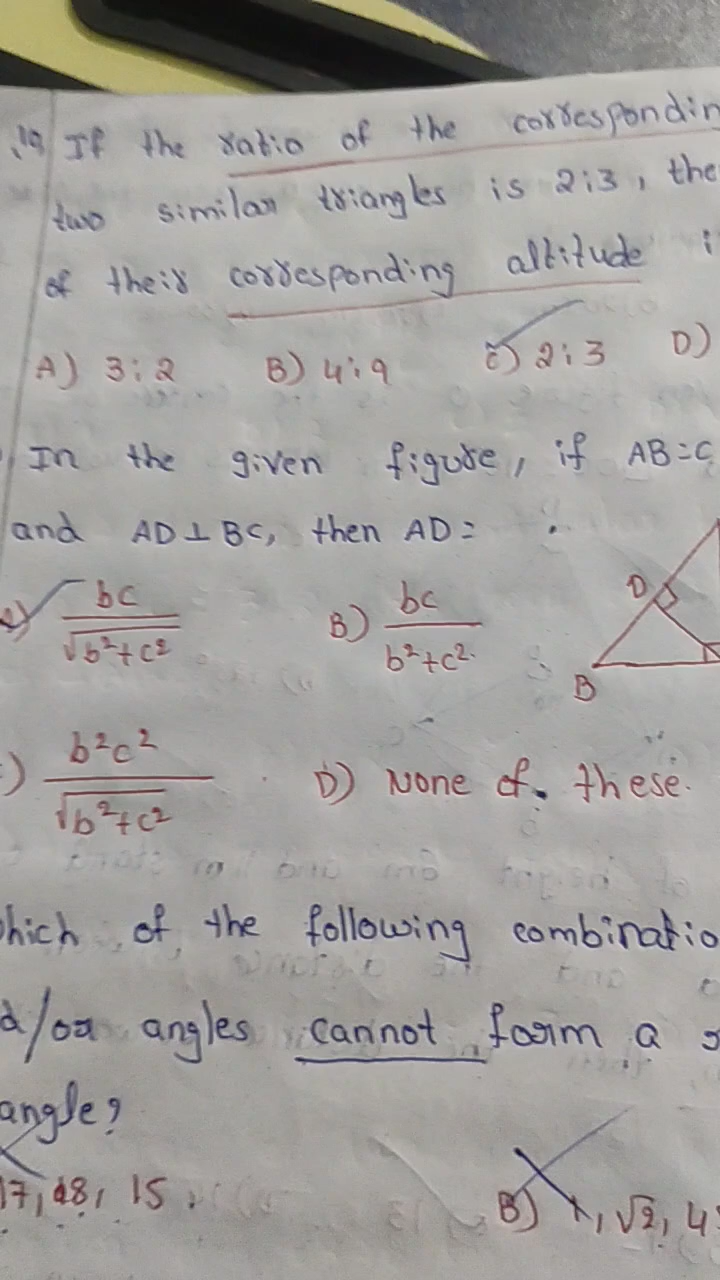 19 If the ratio of the correspondin
two similar triangles is 2:3, the
of their corresponding altitude i
A) 3:2 B) 4:9 C) 2:3 D)
In the given figure, if AB=C
and AD⊥BC, then AD= .
A) bc/√b²+c² B) bc/b²+c²
D
B
) b²c²/√b²+c² D) None of these.
hich of the following combinatio
d/or angles cannot form a
angle?
17, 8, 15. B) 1, √2, 4